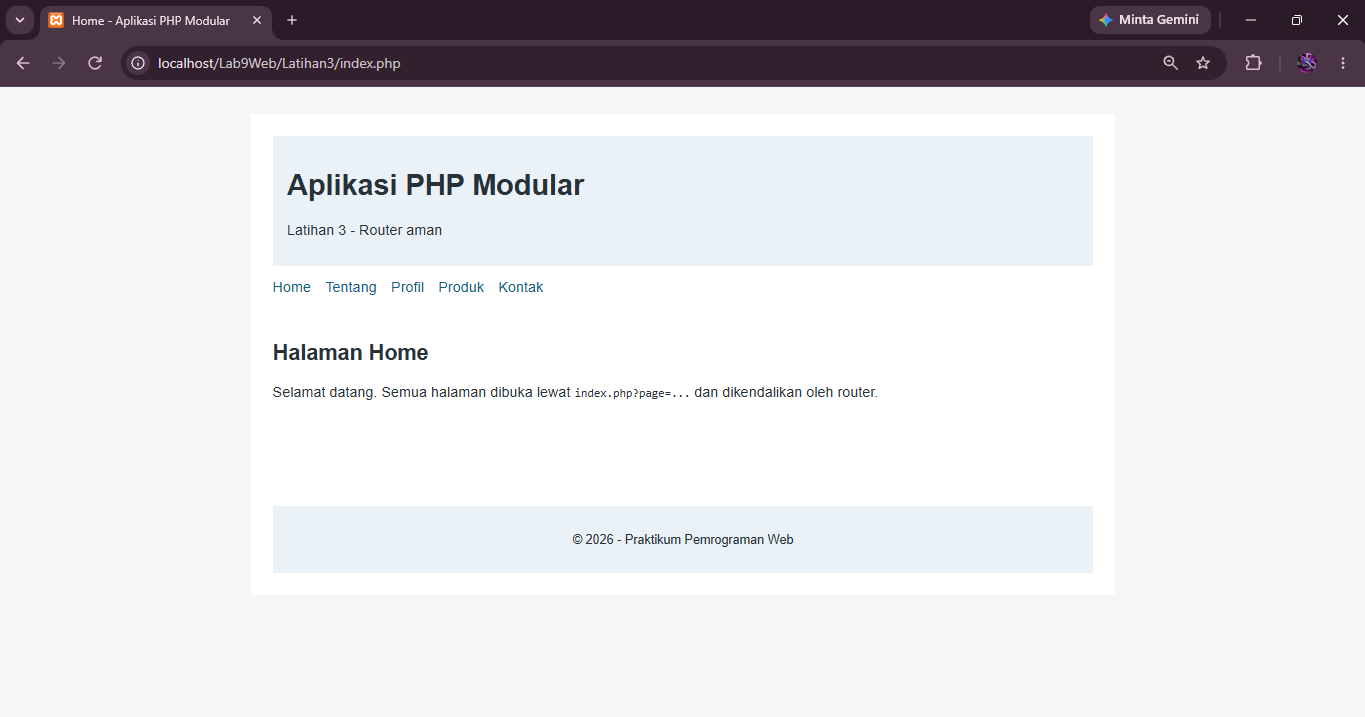 Home - Aplikasi PHP Modular
Minta Gemini
localhost/Lab9Web/Latihan3/index.php
Aplikasi PHP Modular
Latihan 3 - Router aman
Home Tentang Profil Produk Kontak
Halaman Home
Selamat datang. Semua halaman dibuka lewat index.php?page=... dan dikendalikan oleh router.
© 2026 - Praktikum Pemrograman Web